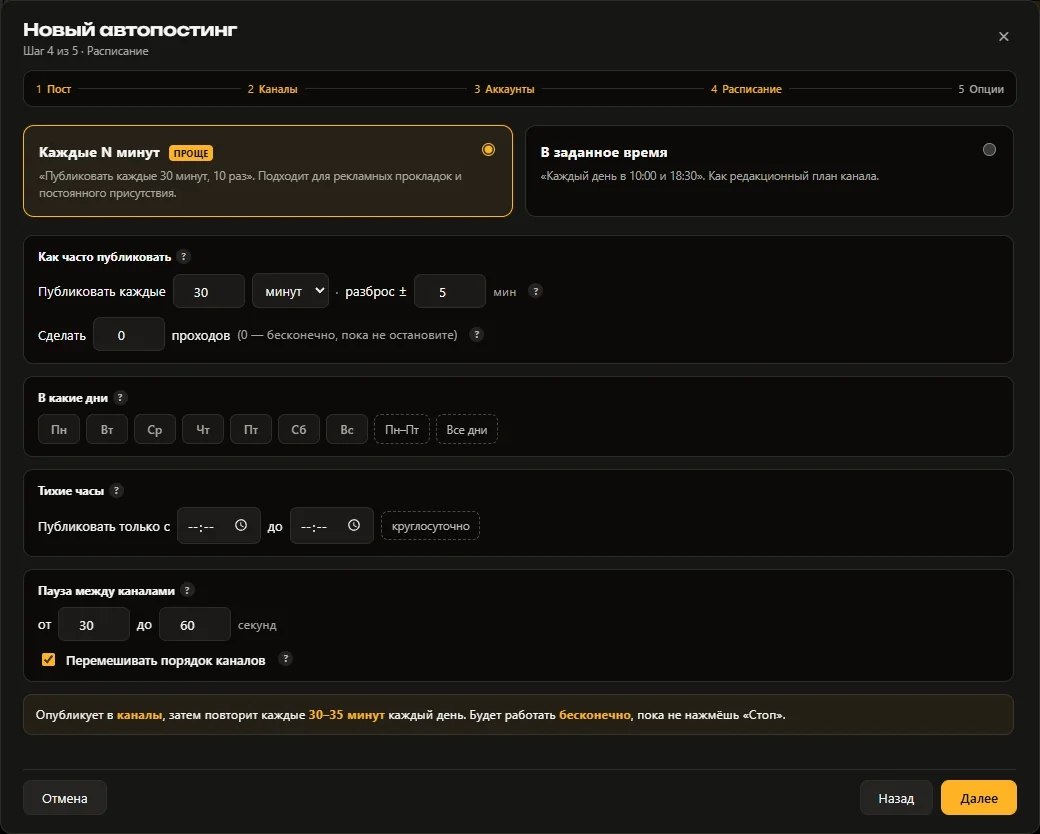 Новый автопостинг
Шаг 4 из 5 · Расписание
1 Пост 2 Каналы 3 Аккаунты 4 Расписание 5 Опции
Каждые N минут ПРОЩЕ
«Публиковать каждые 30 минут, 10 раз». Подходит для рекламных прокладок и
постоянного присутствия.
В заданное время
«Каждый день в 10:00 и 18:30». Как редакционный план канала.
Как часто публиковать ?
Публиковать каждые 30 минут · разброс ± 5 мин ?
Сделать 0 проходов (0 — бесконечно, пока не остановите) ?
В какие дни ?
Пн Вт Ср Чт Пт Сб Вс Пн–Пт Все дни
Тихие часы ?
Публиковать только с --:-- до --:-- круглосуточно
Пауза между каналами ?
от 30 до 60 секунд
Перемешивать порядок каналов ?
Опубликует в каналы, затем повторит каждые 30–35 минут каждый день. Будет работать бесконечно, пока не нажмёшь «Стоп».
Отмена Назад Далее